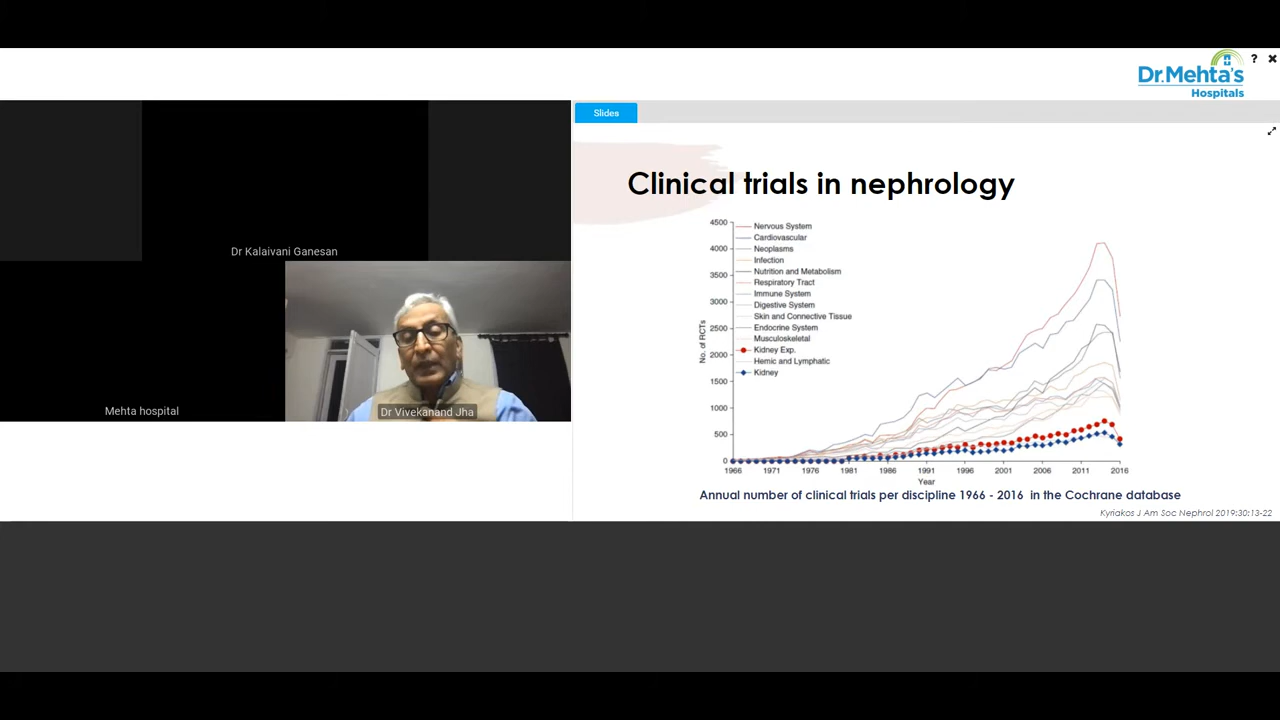 Dr.Mehta's
Hospitals
?
Slides
Dr Kalaivani Ganesan
Mehta hospital
Dr Vivekanand Jha
Clinical trials in nephrology
4500
4000
3500
3000
2500
2000
1500
1000
500
0
No. of RCTs
Nervous System
Cardiovascular
Neoplasms
Infection
Nutrition and Metabolism
Respiratory Tract
Immune System
Digestive System
Skin and Connective Tissue
Endocrine System
Musculoskeletal
Kidney Exp.
Hemic and Lymphatic
Kidney
1966 1971 1976 1981 1986 1991 1996 2001 2006 2011 2016
Year
Annual number of clinical trials per discipline 1966 - 2016 in the Cochrane database
Kyriakos J Am Soc Nephrol 2019;30:13-22